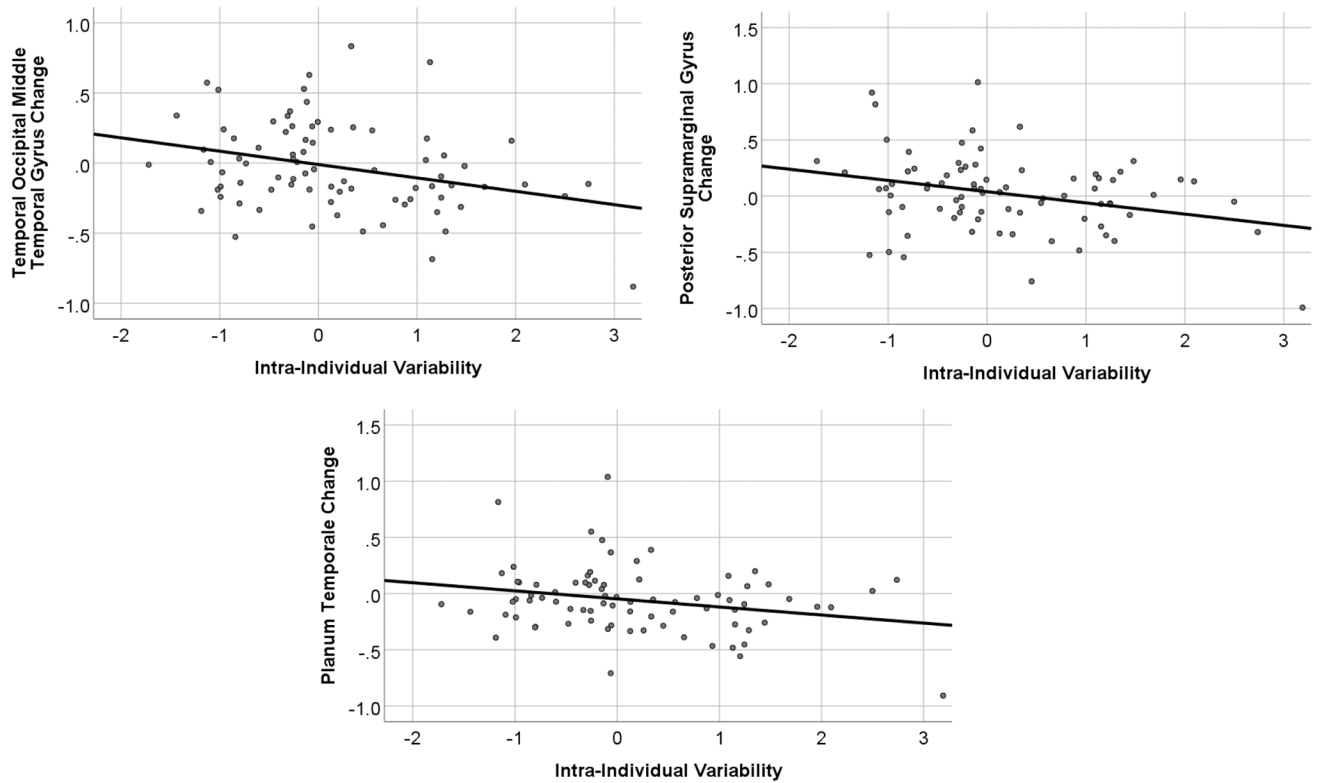 Temporal Occipital Middle
Temporal Gyrus Change
1.0
.5
.0
-.5
-1.0
-2 -1 0 1 2 3
Intra-Individual Variability
Posterior Supramarginal Gyrus
Change
1.5
1.0
.5
.0
-.5
-1.0
-2 -1 0 1 2 3
Intra-Individual Variability
Planum Temporale Change
1.5
1.0
.5
.0
-.5
-1.0
-2 -1 0 1 2 3
Intra-Individual Variability